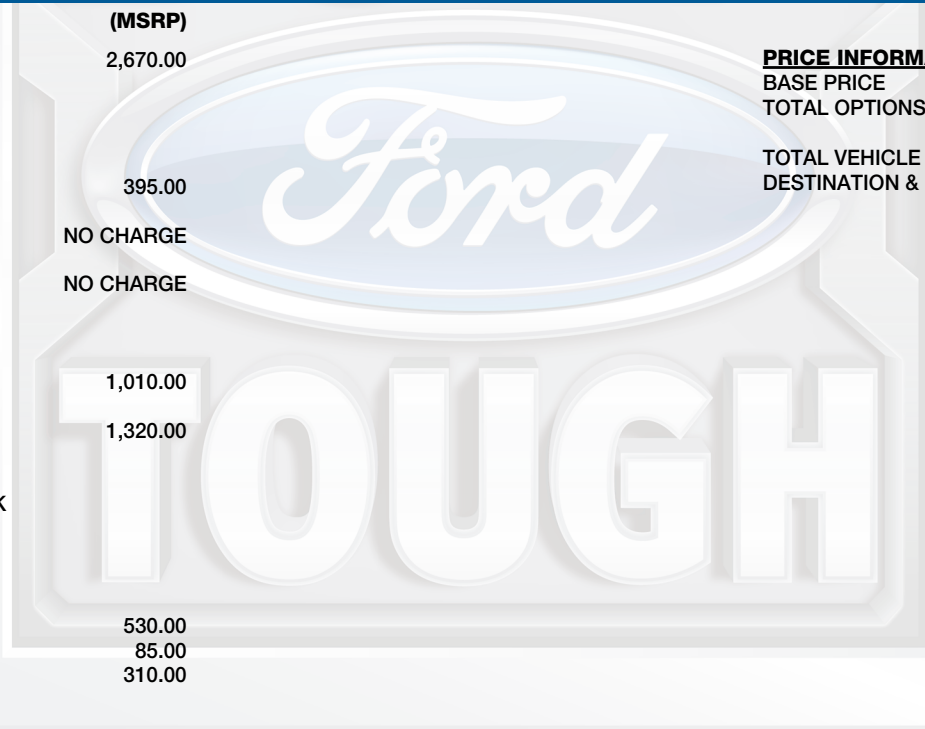 (MSRP)
2,670.00
395.00
NO CHARGE
NO CHARGE
1,010.00
1,320.00
K
530.00
85.00
310.00
PRICE INFORMA
BASE PRICE
TOTAL OPTIONS
TOTAL VEHICLE
DESTINATION &
Ford
TOUGH